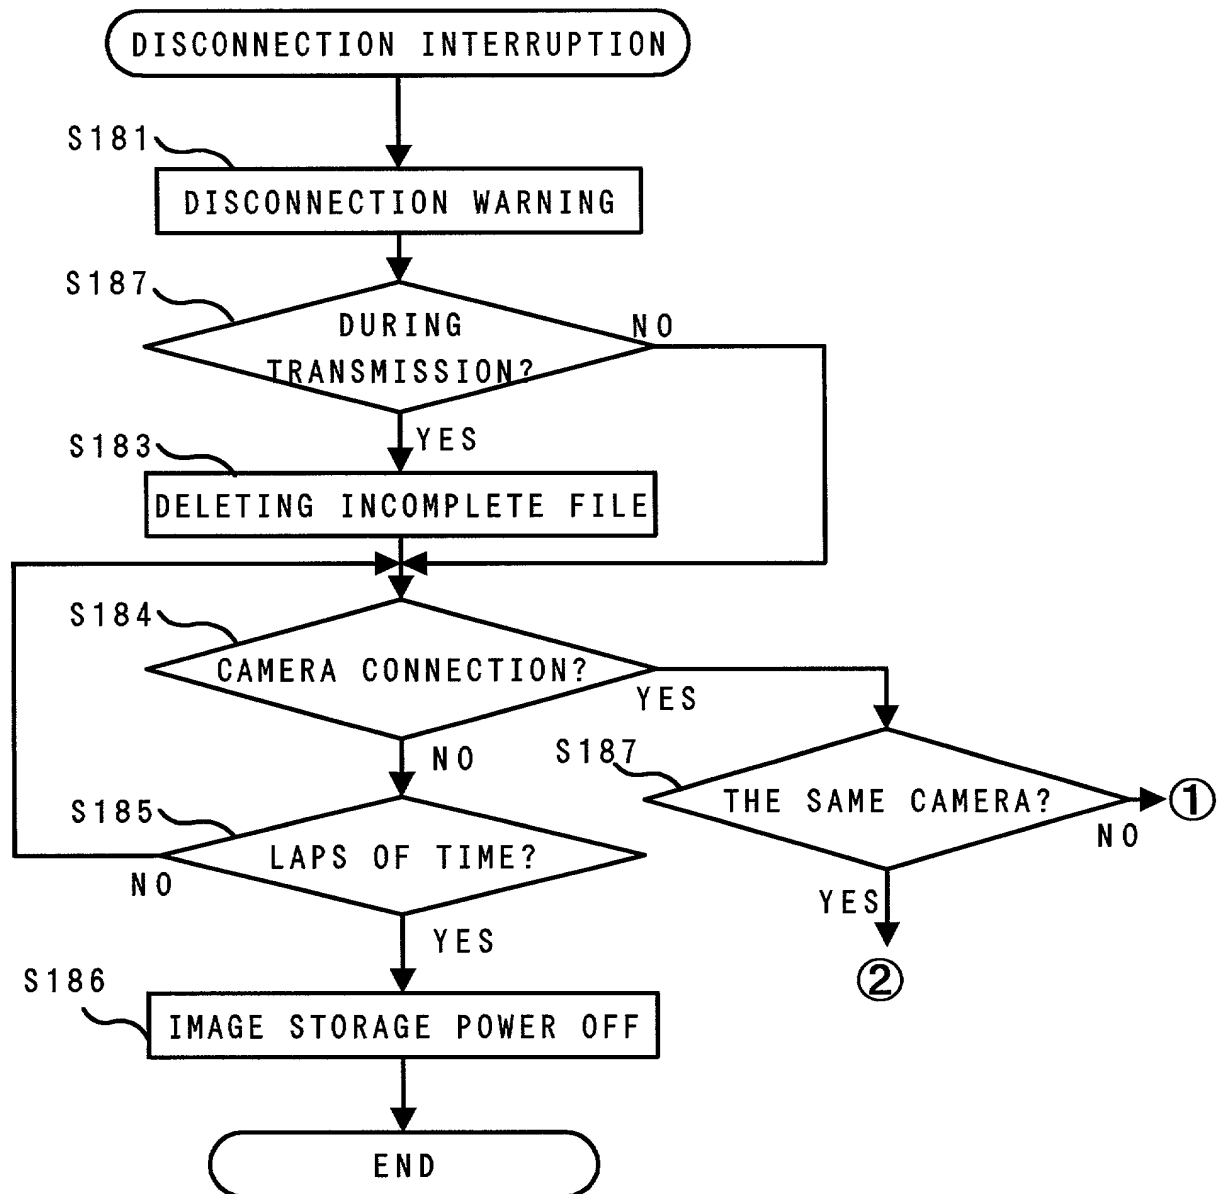 DISCONNECTION INTERRUPTION
S181
DISCONNECTION WARNING
S187
DURING
TRANSMISSION?
NO
YES
S183
DELETING INCOMPLETE FILE
S184
CAMERA CONNECTION?
YES
NO
S187
THE SAME CAMERA?
NO
①
YES
②
S185
LAPS OF TIME?
NO
YES
S186
IMAGE STORAGE POWER OFF
END